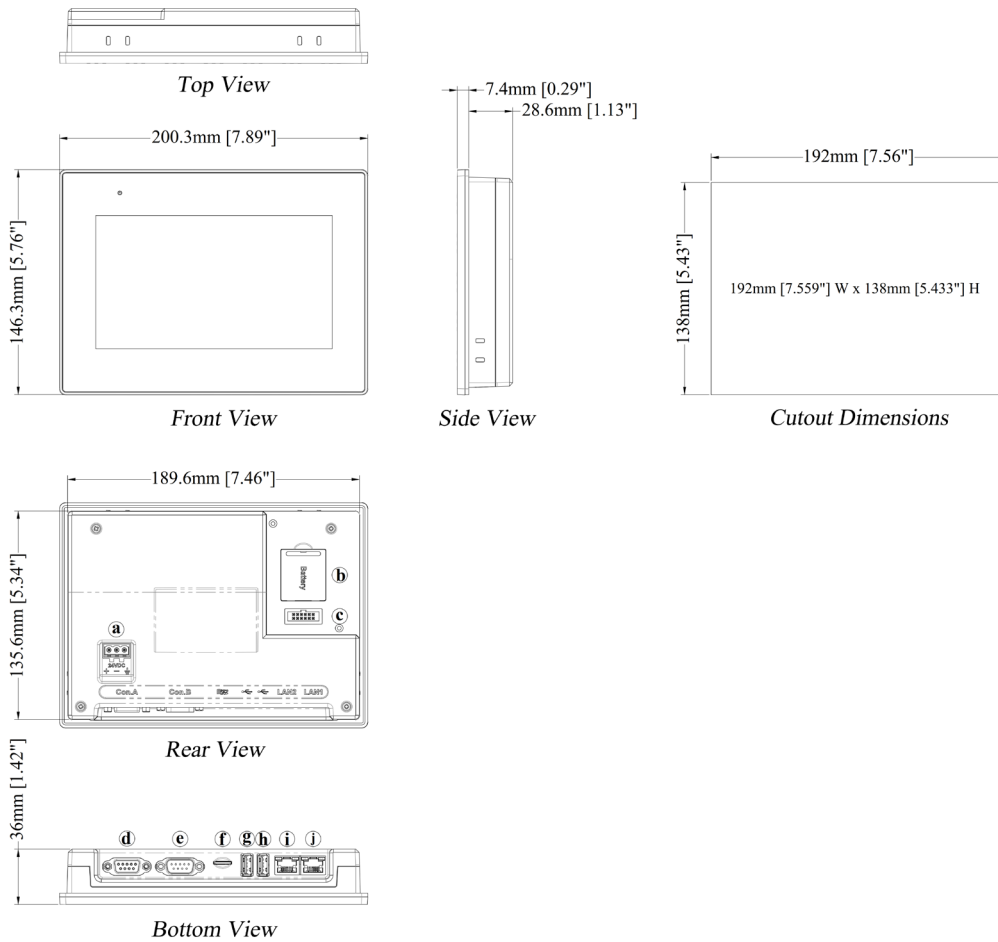 Top View
7.4mm [0.29"]
28.6mm [1.13"]
200.3mm [7.89"]
192mm [7.56"]
146.3mm [5.76"]
138mm [5.43"]
192mm [7.559"] W x 138mm [5.433"] H
Front View
Side View
Cutout Dimensions
189.6mm [7.46"]
135.6mm [5.34"]
Battery
b
c
a
24VDC
Con.A Con.B LAN2 LAN1
Rear View
36mm [1.42"]
d e f g h i j
Bottom View